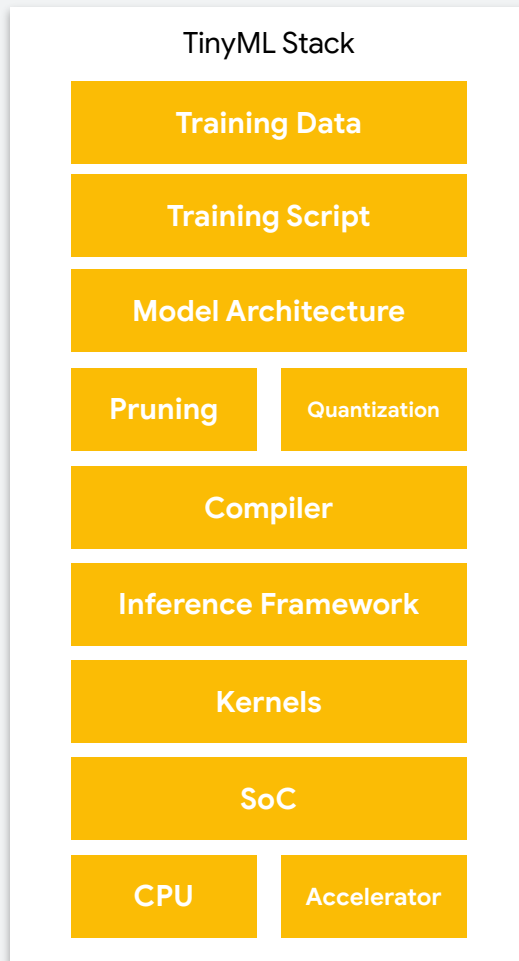 TinyML Stack
Training Data
Training Script
Model Architecture
Pruning
Quantization
Compiler
Inference Framework
Kernels
SoC
CPU
Accelerator